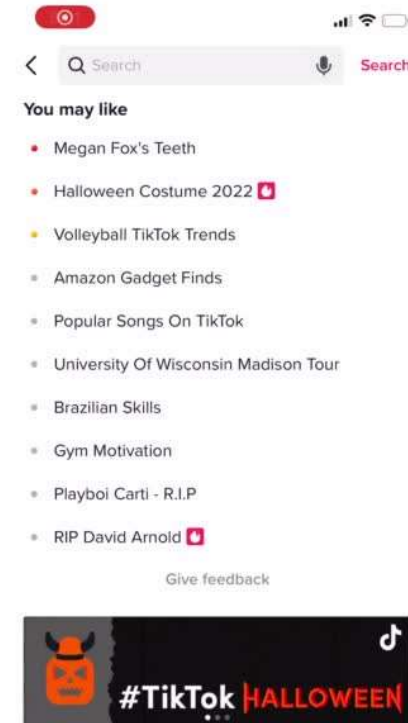 Search
Search
You may like
Megan Fox's Teeth
Halloween Costume 2022
Volleyball TikTok Trends
Amazon Gadget Finds
Popular Songs On TikTok
University Of Wisconsin Madison Tour
Brazilian Skills
Gym Motivation
Playboi Carti - R.I.P
RIP David Arnold
Give feedback
#TikTok HALLOWEEN